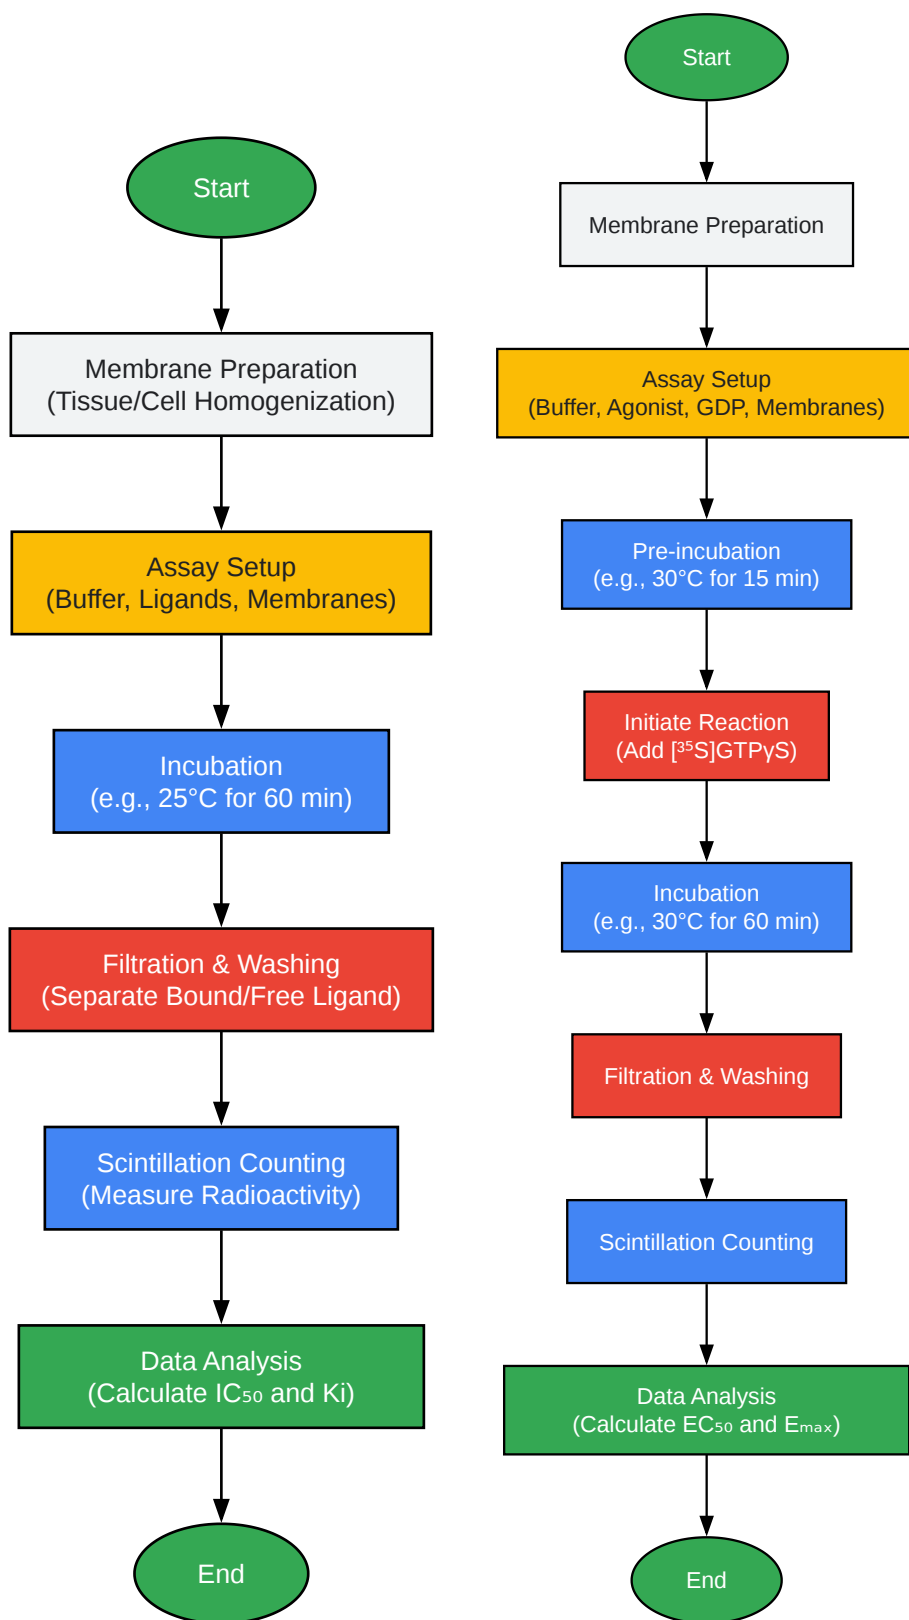 Start
Membrane Preparation
(Tissue/Cell Homogenization)
Assay Setup
(Buffer, Ligands, Membranes)
Incubation
(e.g., 25°C for 60 min)
Filtration & Washing
(Separate Bound/Free Ligand)
Scintillation Counting
(Measure Radioactivity)
Data Analysis
(Calculate IC₅₀ and Ki)
End
Start
Membrane Preparation
Assay Setup
(Buffer, Agonist, GDP, Membranes)
Pre-incubation
(e.g., 30°C for 15 min)
Initiate Reaction
(Add [³⁵S]GTPγS)
Incubation
(e.g., 30°C for 60 min)
Filtration & Washing
Scintillation Counting
Data Analysis
(Calculate EC₅₀ and Eₘₐₓ)
End